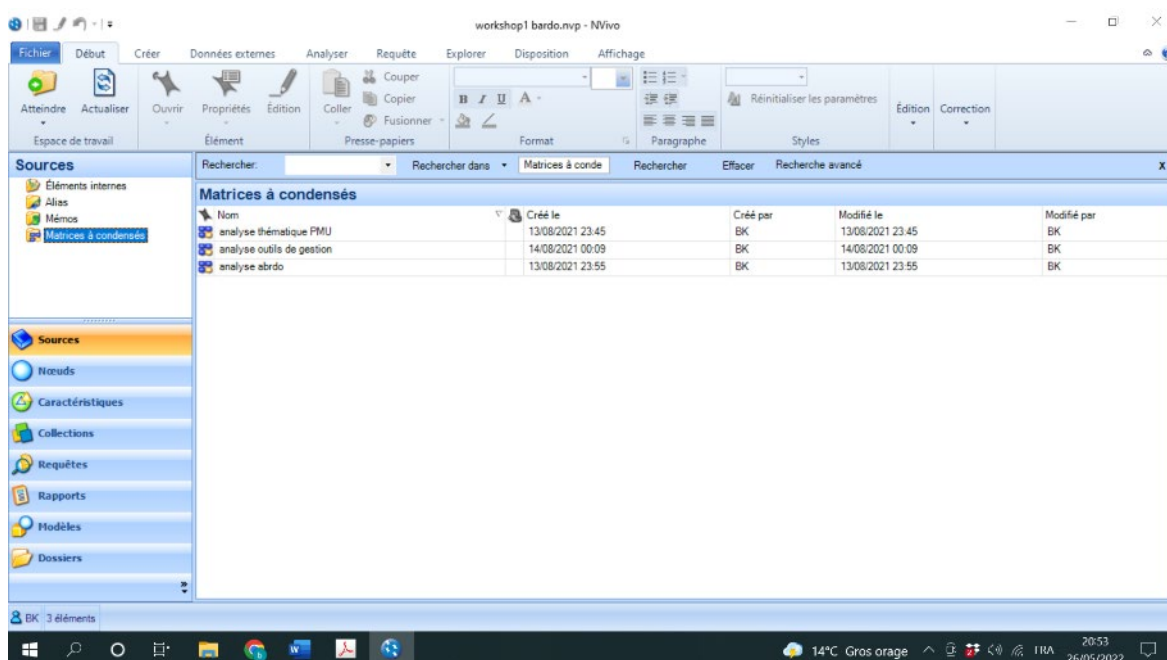 workshop1 bardo.nvp - NVivo
Fichier Début Créer Données externes Analyser Requête Explorer Disposition Affichage
Atteindre Actualiser Ouvrir Propriétés Édition Coller Couper
Copier
Fusionner
B I U A
Réinitialiser les paramètres
Édition Correction
Espace de travail Élément Presse-papiers Format Paragraphe Styles
Sources
Rechercher: Rechercher dans Matrices à conde Rechercher Effacer Recherche avancé x
Éléments internes
Alias
Mémos
Matrices à condensés
Matrices à condensés
Nom Créé le Créé par Modifié le Modifié par
analyse thématique PMU 13/08/2021 23:45 BK 13/08/2021 23:45 BK
analyse outils de gestion 14/08/2021 00:09 BK 14/08/2021 00:09 BK
analyse abrdo 13/08/2021 23:55 BK 13/08/2021 23:55 BK
Sources
Nœuds
Caractéristiques
Collections
Requêtes
Rapports
Modèles
Dossiers
BK 3 éléments
14°C Gros orage FRA 20:53
26/05/2022